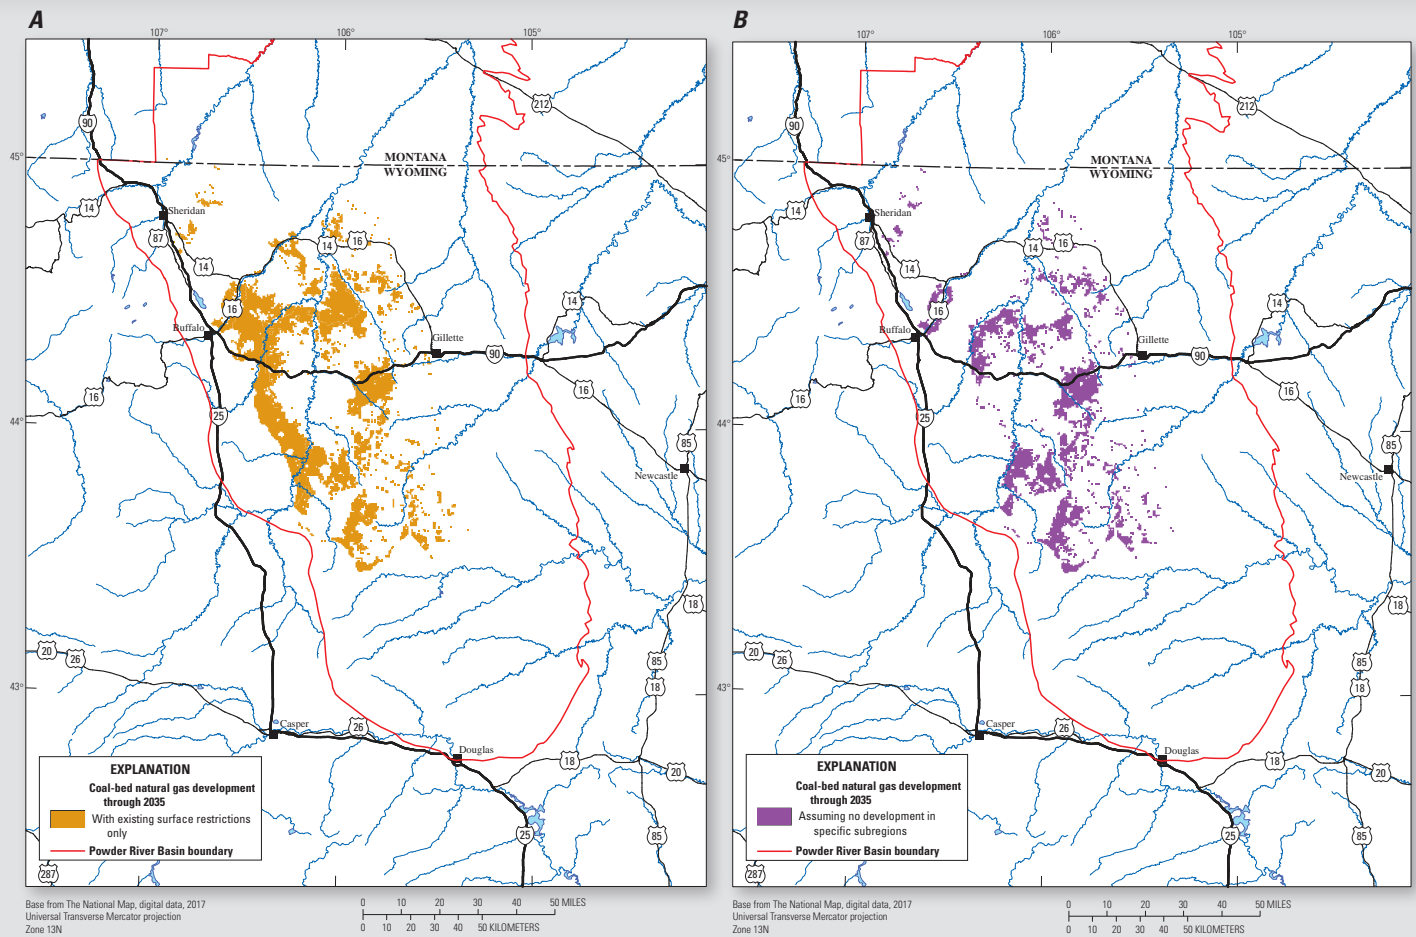 A
107°
106°
105°
90
212
45°
MONTANA
WYOMING
14
Sheridan
87
14
14
16
16
14
Buffalo
Gillette
90
16
16
25
44°
85
Newcastle
18
20
26
85
18
43°
Casper
26
Douglas
18
20
25
85
287
EXPLANATION
Coal-bed natural gas development
through 2035
With existing surface restrictions
only
Powder River Basin boundary
Base from The National Map, digital data, 2017
Universal Transverse Mercator projection
Zone 13N
0 10 20 30 40 50 MILES
0 10 20 30 40 50 KILOMETERS
B
107°
106°
105°
90
212
45°
MONTANA
WYOMING
14
Sheridan
87
14
14
16
16
14
Buffalo
Gillette
90
16
16
25
44°
85
Newcastle
18
20
26
85
18
43°
Casper
26
Douglas
18
20
25
85
287
EXPLANATION
Coal-bed natural gas development
through 2035
Assuming no development in
specific subregions
Powder River Basin boundary
Base from The National Map, digital data, 2017
Universal Transverse Mercator projection
Zone 13N
0 10 20 30 40 50 MILES
0 10 20 30 40 50 KILOMETERS